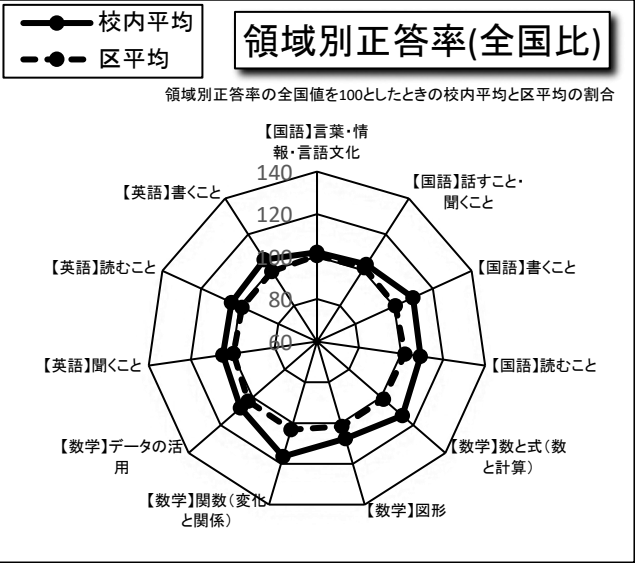 校内平均
区平均
領域別正答率(全国比)
領域別正答率の全国値を100としたときの校内平均と区平均の割合
【国語】言葉・情
報・言語文化
【国語】話すこと・
聞くこと
【国語】書くこと
【国語】読むこと
【数学】数と式(数
と計算)
【数学】図形
【数学】関数(変化
と関係)
【数学】データの活
用
【英語】聞くこと
【英語】読むこと
【英語】書くこと
140
120
100
80
60